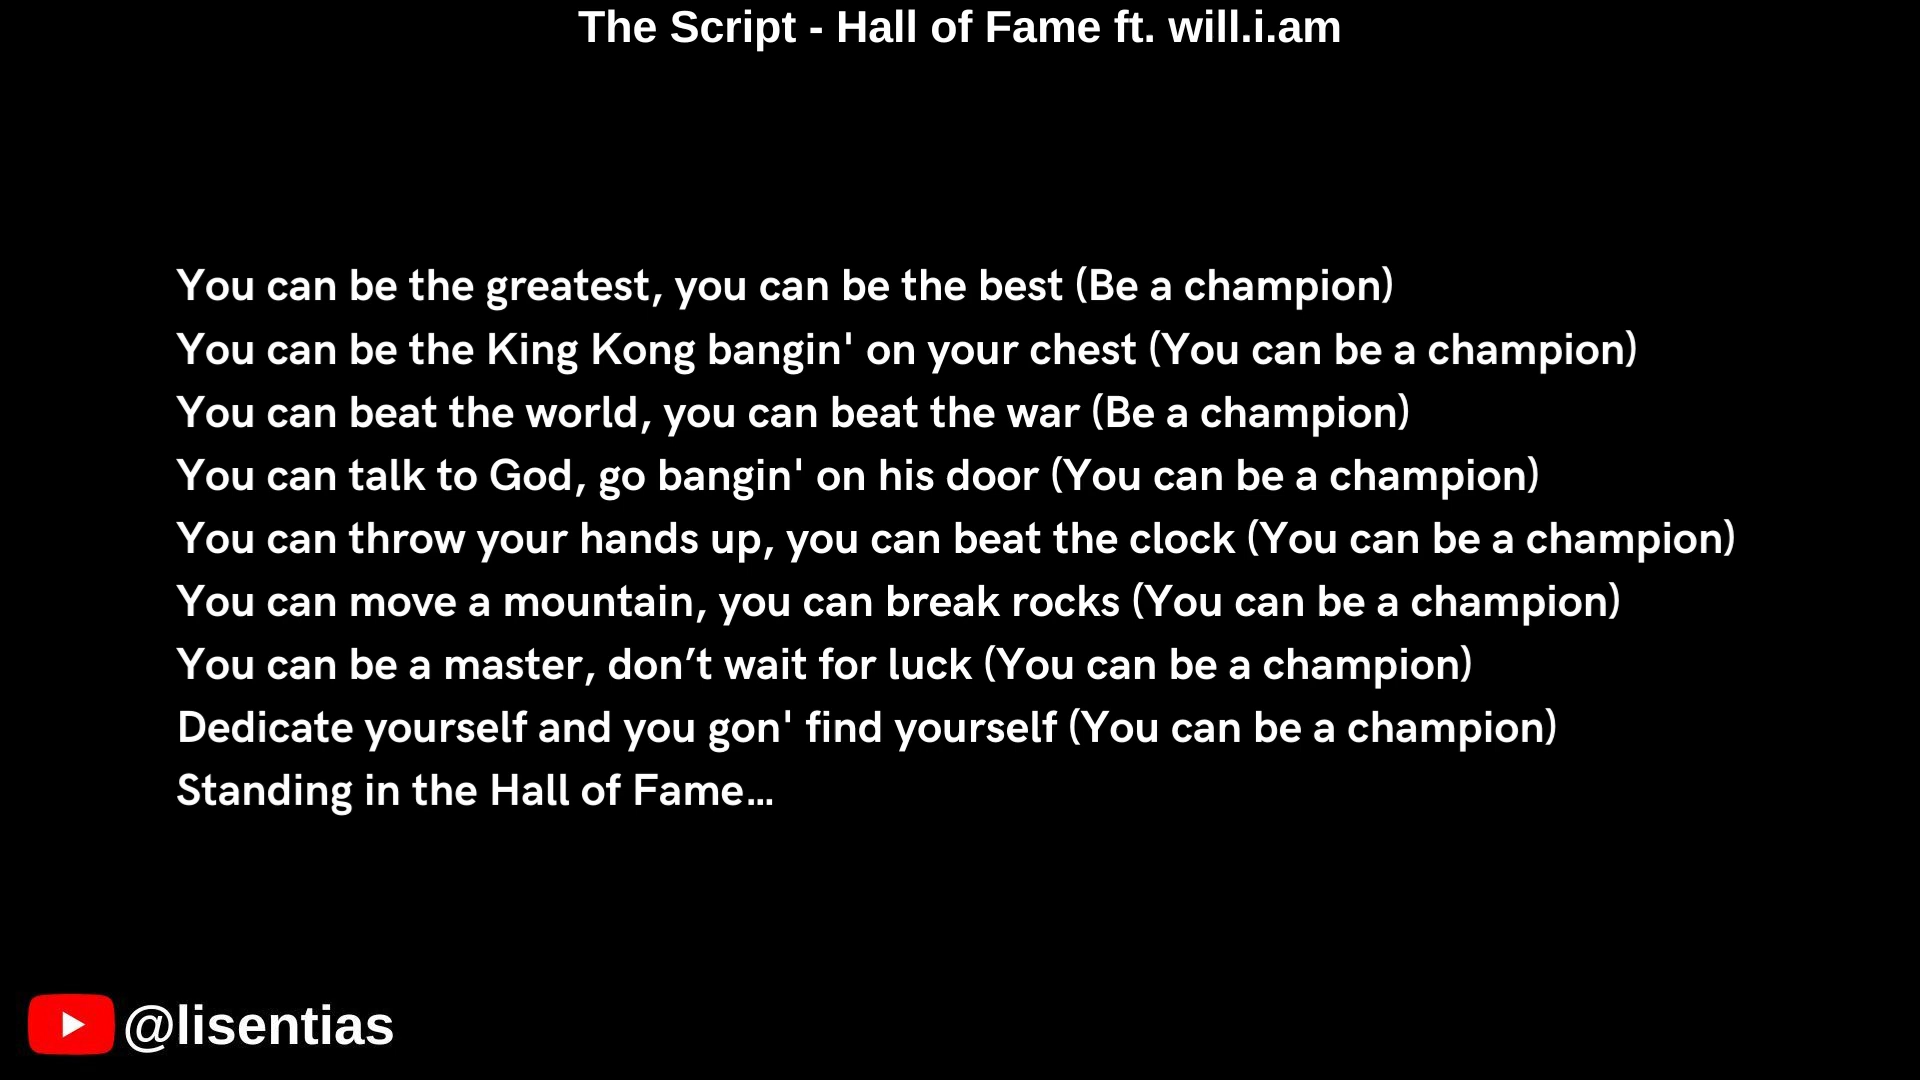 The Script - Hall of Fame ft. will.i.am
You can be the greatest, you can be the best (Be a champion)
You can be the King Kong bangin' on your chest (You can be a champion)
You can beat the world, you can beat the war (Be a champion)
You can talk to God, go bangin' on his door (You can be a champion)
You can throw your hands up, you can beat the clock (You can be a champion)
You can move a mountain, you can break rocks (You can be a champion)
You can be a master, don’t wait for luck (You can be a champion)
Dedicate yourself and you gon' find yourself (You can be a champion)
Standing in the Hall of Fame...
@lisentias